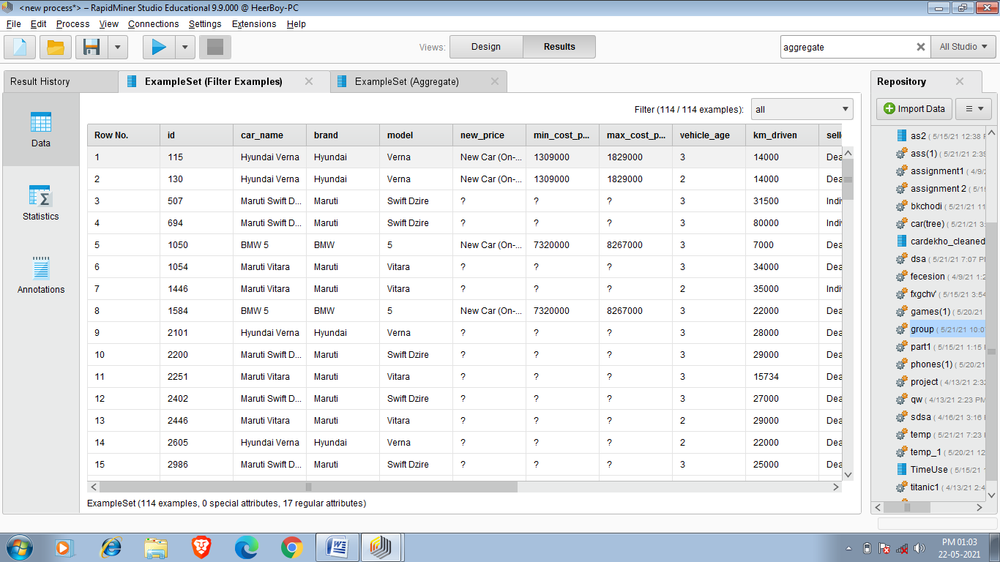 <new process*> – RapidMiner Studio Educational 9.9.000 @ HeerBoy-PC
File Edit Process View Connections Settings Extensions Help
Views: Design Results aggregate All Studio
Result History ExampleSet (Filter Examples) ExampleSet (Aggregate)
Data
Statistics
Annotations
Filter (114 / 114 examples): all
Row No. id car_name brand model new_price min_cost_p... max_cost_p... vehicle_age km_driven sell
1 115 Hyundai Verna Hyundai Verna New Car (On-... 1309000 1829000 3 14000 Dea
2 130 Hyundai Verna Hyundai Verna New Car (On-... 1309000 1829000 2 14000 Dea
3 507 Maruti Swift D... Maruti Swift Dzire ? ? ? 3 31500 Indi
4 694 Maruti Swift D... Maruti Swift Dzire ? ? ? 3 80000 Indi
5 1050 BMW 5 BMW 5 New Car (On-... 7320000 8267000 3 7000 Dea
6 1054 Maruti Vitara Maruti Vitara ? ? ? 3 34000 Dea
7 1446 Maruti Vitara Maruti Vitara ? ? ? 2 35000 Indi
8 1584 BMW 5 BMW 5 New Car (On-... 7320000 8267000 3 22000 Dea
9 2101 Hyundai Verna Hyundai Verna ? ? ? 3 28000 Dea
10 2200 Maruti Swift D... Maruti Swift Dzire ? ? ? 3 29000 Dea
11 2251 Maruti Vitara Maruti Vitara ? ? ? 3 15734 Dea
12 2402 Maruti Swift D... Maruti Swift Dzire ? ? ? 3 27000 Dea
13 2446 Maruti Vitara Maruti Vitara ? ? ? 2 29000 Dea
14 2605 Hyundai Verna Hyundai Verna ? ? ? 2 22000 Dea
15 2986 Maruti Swift D... Maruti Swift Dzire ? ? ? 3 25000 Dea
ExampleSet (114 examples, 0 special attributes, 17 regular attributes)
Repository
Import Data
as2 ( 5/15/21 12:38
ass(1) ( 5/21/21 2:39
assignment1 ( 4/9/
assignment 2 ( 5/15
bkchodi ( 5/21/21 11
car(tree) ( 5/21/21 3:
cardekho_cleaned
dsa ( 5/21/21 7:07 P
fecesion ( 4/9/21 1:2
fxgchv' ( 5/15/21 3:54
games(1) ( 5/20/21
group ( 5/21/21 10:0
part1 ( 5/15/21 1:15
phones(1) ( 5/20/21
project ( 4/13/21 2:32
qw ( 4/13/21 2:23 PM
sdsa ( 4/16/21 3:16
temp ( 5/21/21 7:23
temp_1 ( 5/20/21 12
TimeUse ( 5/15/21
titanic1 ( 4/13/21 2:4
PM 01:03
22-05-2021